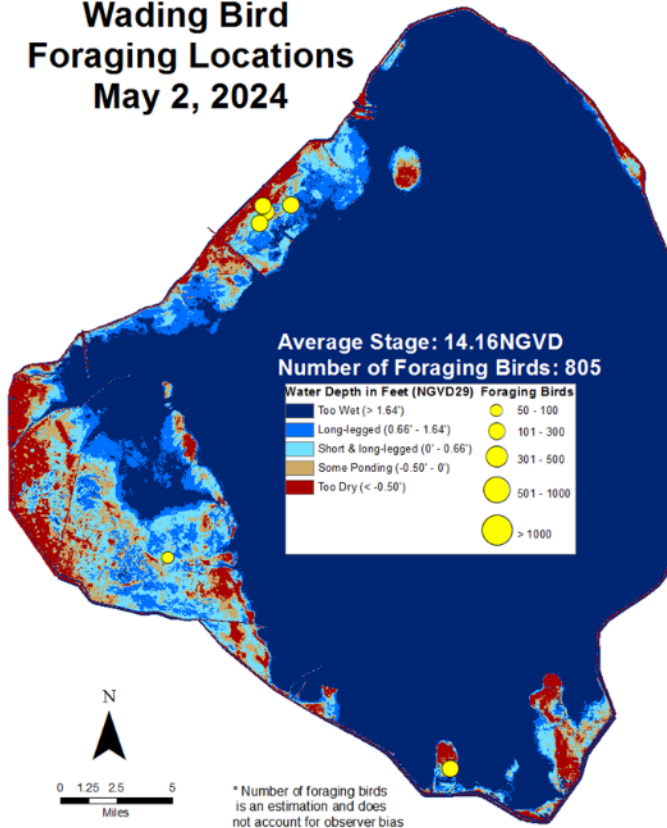 Wading Bird
Foraging Locations
May 2, 2024
Average Stage: 14.16NGVD
Number of Foraging Birds: 805
Water Depth in Feet (NGVD29) Foraging Birds
Too Wet (> 1.64')
Long-legged (0.66' - 1.64')
Short & long-legged (0' - 0.66')
Some Ponding (-0.50' - 0')
Too Dry (< -0.50')
50 - 100
101 - 300
301 - 500
501 - 1000
> 1000
N
0 1.25 2.5 5
Miles
* Number of foraging birds
is an estimation and does
not account for observer bias